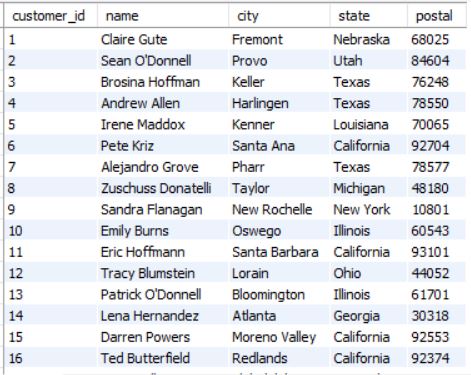 customer_id name city state postal
1 Claire Gute Fremont Nebraska 68025
2 Sean O'Donnell Provo Utah 84604
3 Brosina Hoffman Keller Texas 76248
4 Andrew Allen Harlingen Texas 78550
5 Irene Maddox Kenner Louisiana 70065
6 Pete Kriz Santa Ana California 92704
7 Alejandro Grove Pharr Texas 78577
8 Zuschuss Donatelli Taylor Michigan 48180
9 Sandra Flanagan New Rochelle New York 10801
10 Emily Burns Oswego Illinois 60543
11 Eric Hoffmann Santa Barbara California 93101
12 Tracy Blumstein Lorain Ohio 44052
13 Patrick O'Donnell Bloomington Illinois 61701
14 Lena Hernandez Atlanta Georgia 30318
15 Darren Powers Moreno Valley California 92553
16 Ted Butterfield Redlands California 92374